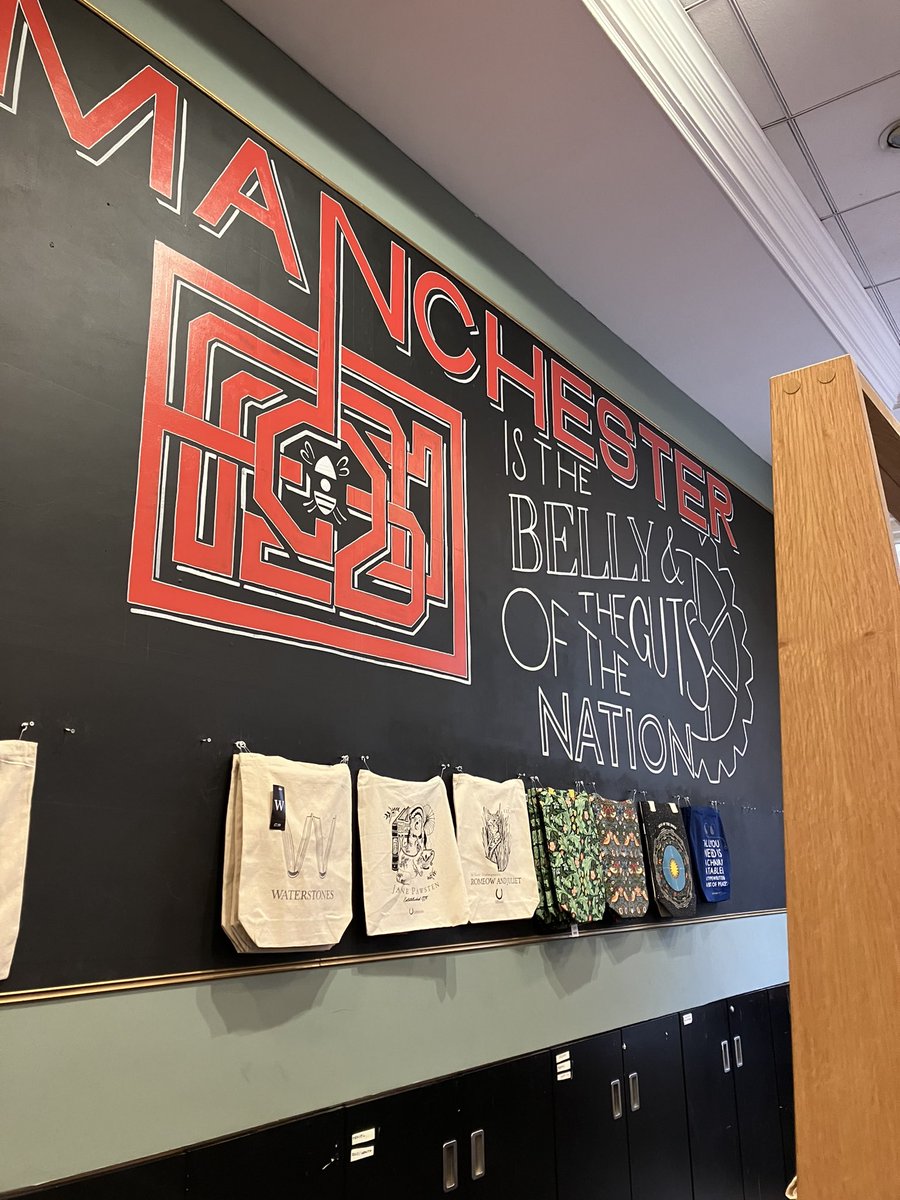 MANCHESTER
IS THE
BELLY &
THE GUTS
OF THE
NATION
W
W
WATERSTONES
JANE PAWSTEN
ROMEOW AND JULIET